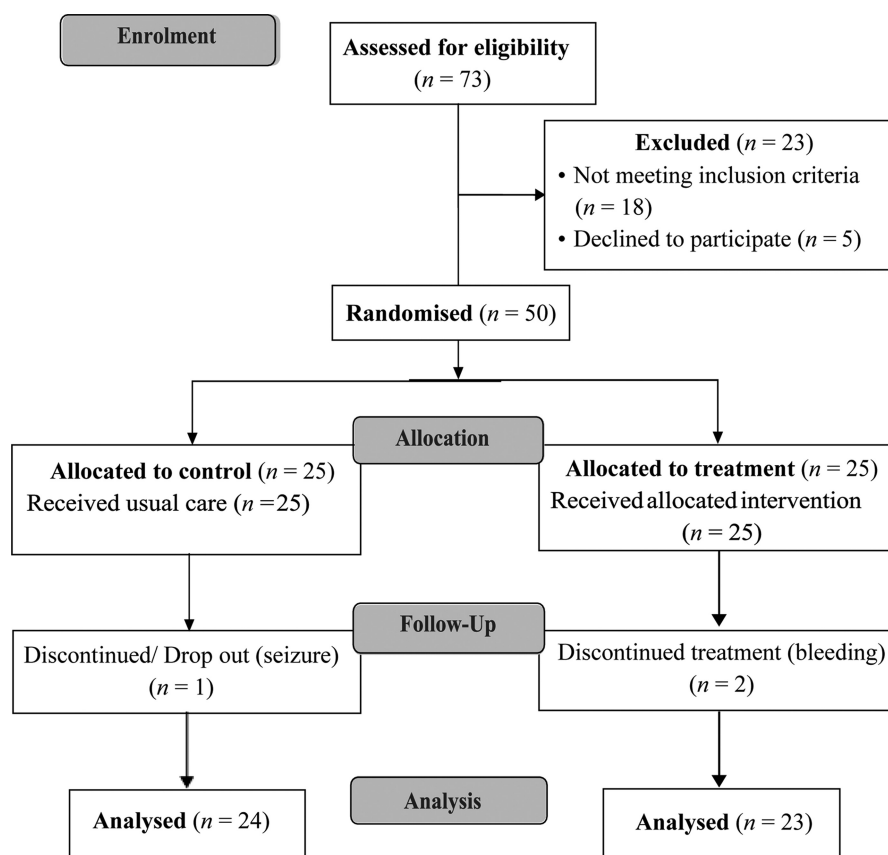 Enrolment
Assessed for eligibility
(n = 73)
Excluded (n = 23)
• Not meeting inclusion criteria
(n = 18)
• Declined to participate (n = 5)
Randomised (n = 50)
Allocation
Allocated to control (n = 25)
Received usual care (n =25)
Allocated to treatment (n = 25)
Received allocated intervention
(n = 25)
Follow-Up
Discontinued/ Drop out (seizure)
(n = 1)
Discontinued treatment (bleeding)
(n = 2)
Analysis
Analysed (n = 24)
Analysed (n = 23)